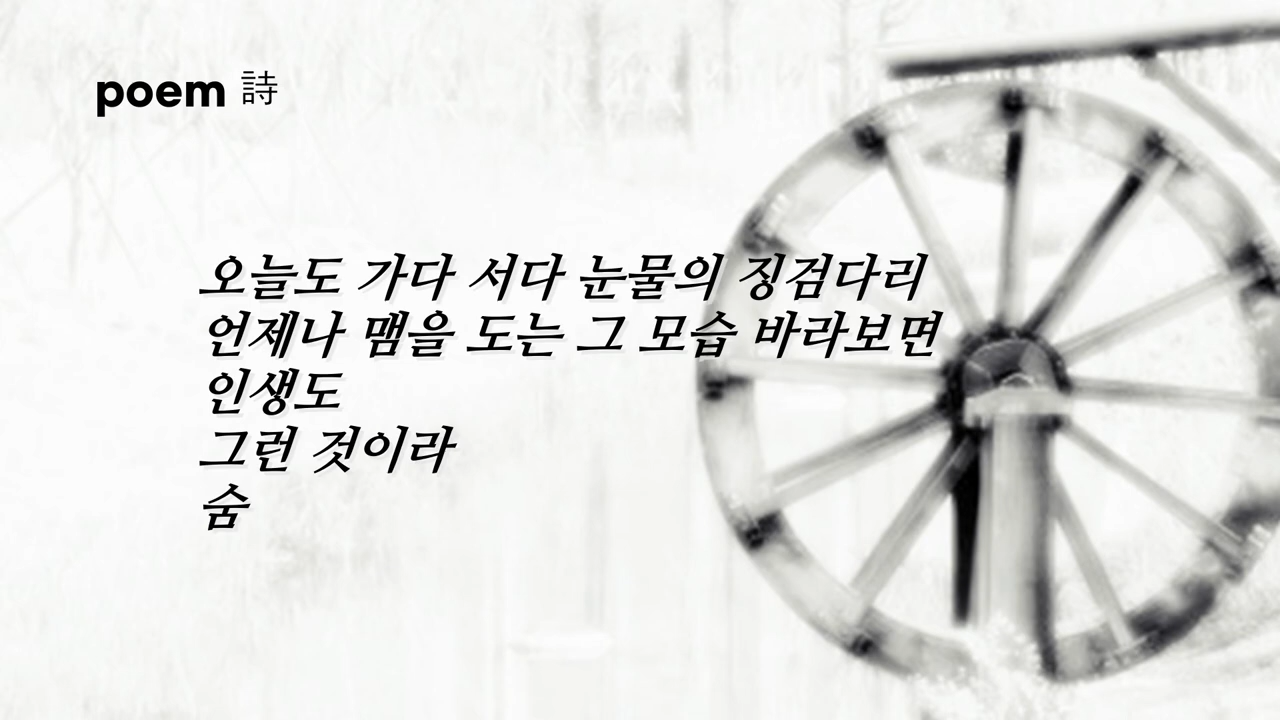 poem 詩
오늘도 가다 서다 눈물의 징검다리
언제나 맴을 도는 그 모습 바라보면
인생도
그런 것이라
숨